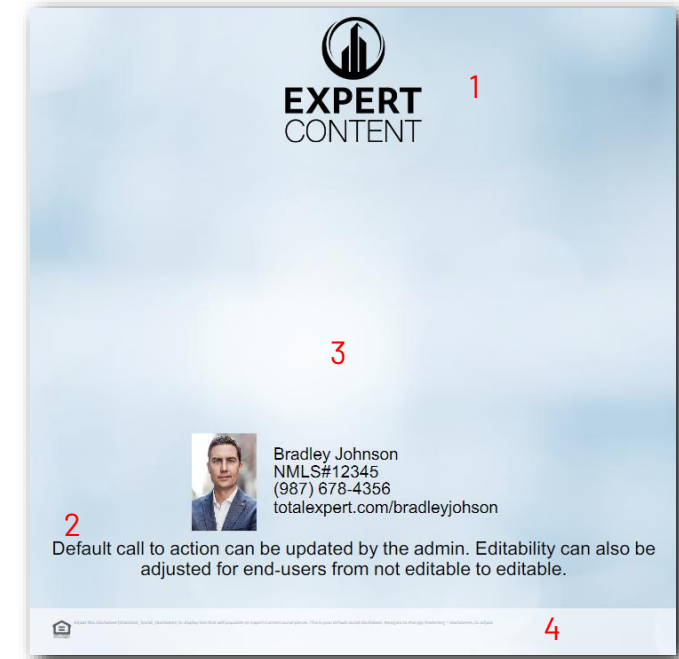 EXPERT
CONTENT
1
3
Bradley Johnson
NMLS#12345
(987) 678-4356
totalexpert.com/bradleyjohson
2
Default call to action can be updated by the admin. Editability can also be
adjusted for end-users from not editable to editable.
4